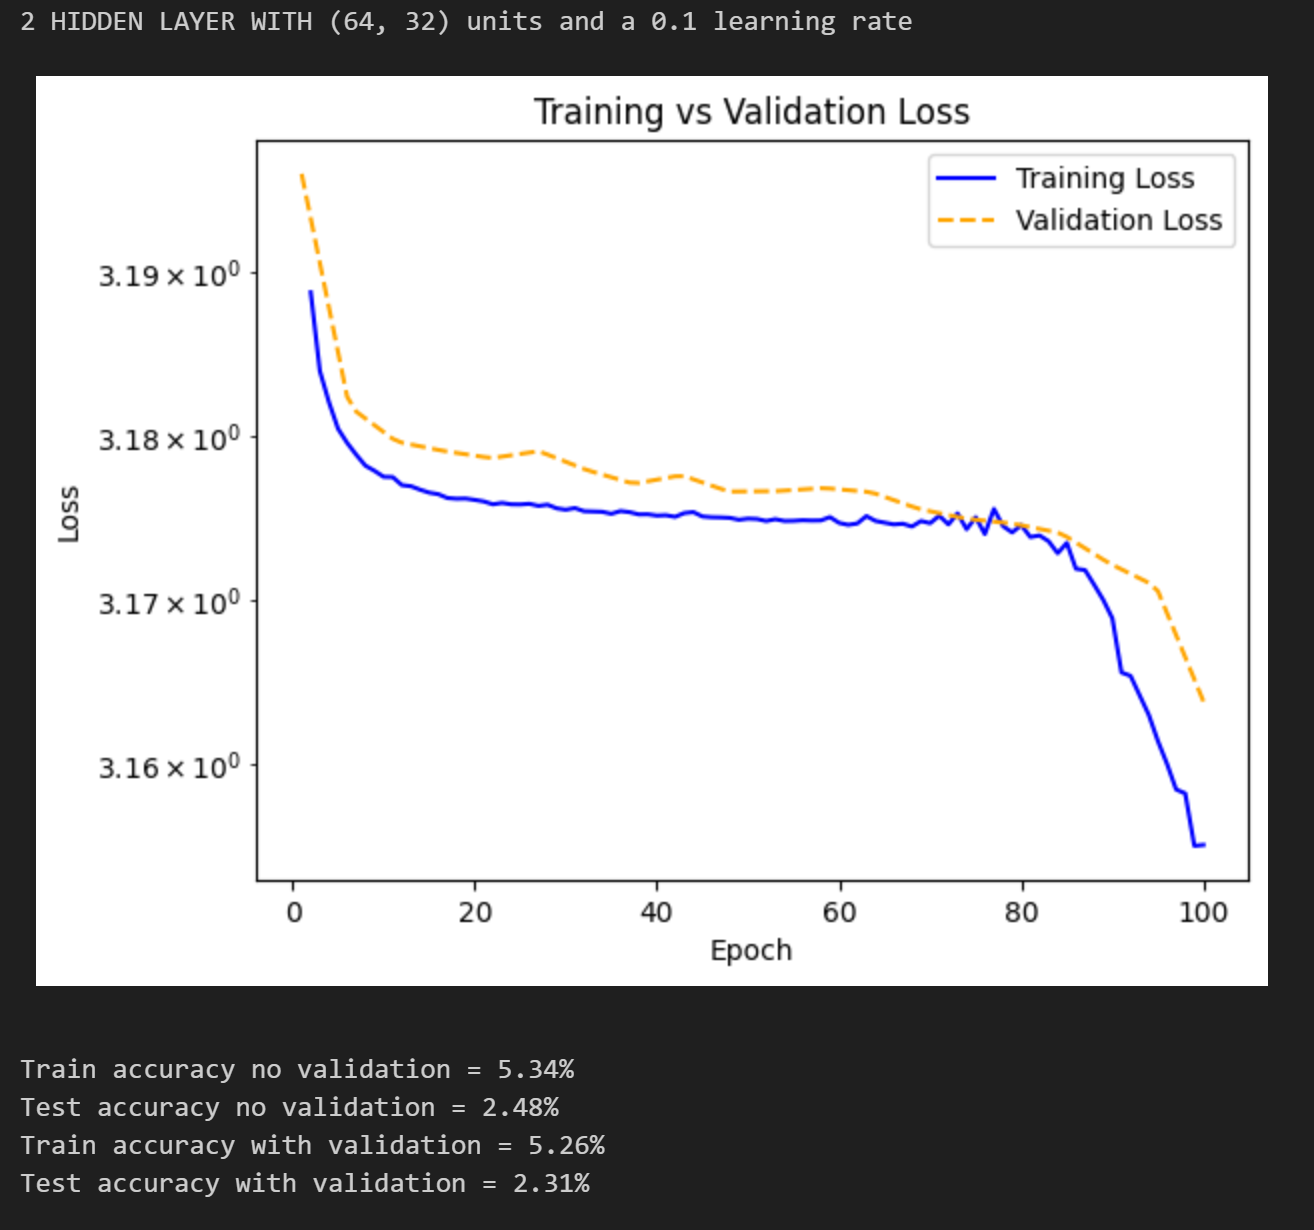 2 HIDDEN LAYER WITH (64, 32) units and a 0.1 learning rate
Training vs Validation Loss
Training Loss
Validation Loss
3.19 × 10⁰
3.18 × 10⁰
3.17 × 10⁰
3.16 × 10⁰
Loss
0 20 40 60 80 100
Epoch
Train accuracy no validation = 5.34%
Test accuracy no validation = 2.48%
Train accuracy with validation = 5.26%
Test accuracy with validation = 2.31%